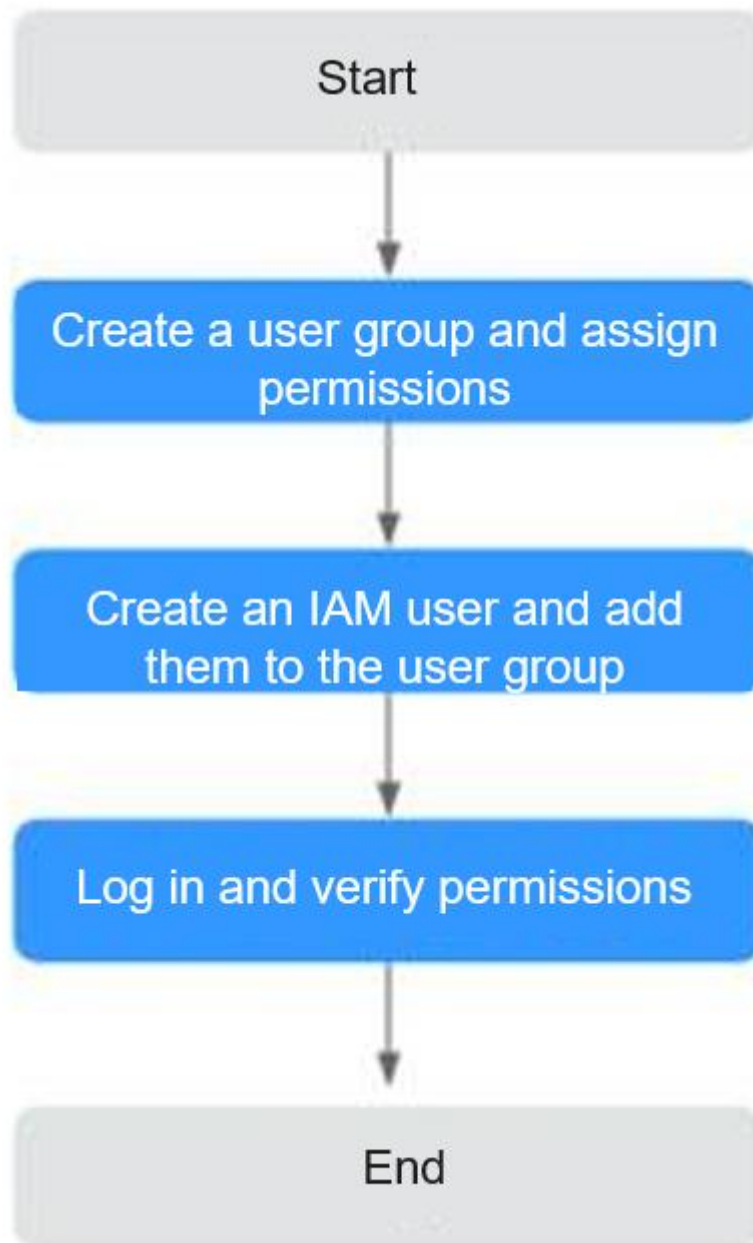 Start
Create a user group and assign
permissions
Create an IAM user and add
them to the user group
Log in and verify permissions
End